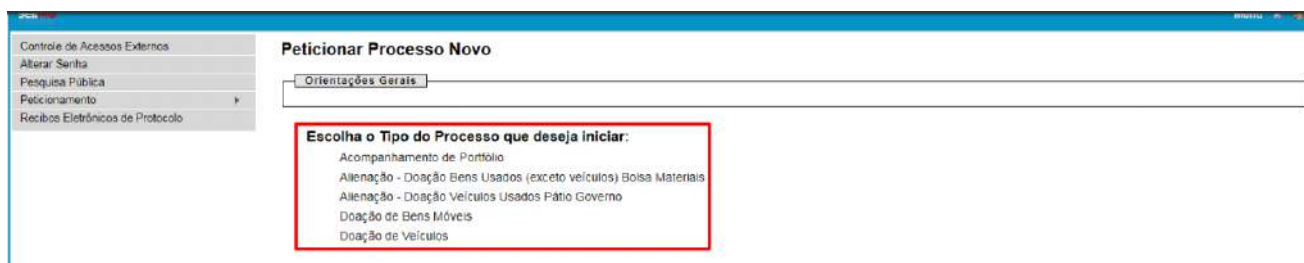 Menu
Controle de Acessos Externos
Alterar Senha
Pesquisa Pública
Peticionamento
Recibos Eletrônicos de Protocolo
Peticionar Processo Novo
Orientações Gerais
Escolha o Tipo do Processo que deseja iniciar:
Acompanhamento de Portfólio
Alienação - Doação Bens Usados (exceto veículos) Bolsa Materiais
Alienação - Doação Veículos Usados Pátio Governo
Doação de Bens Móveis
Doação de Veículos